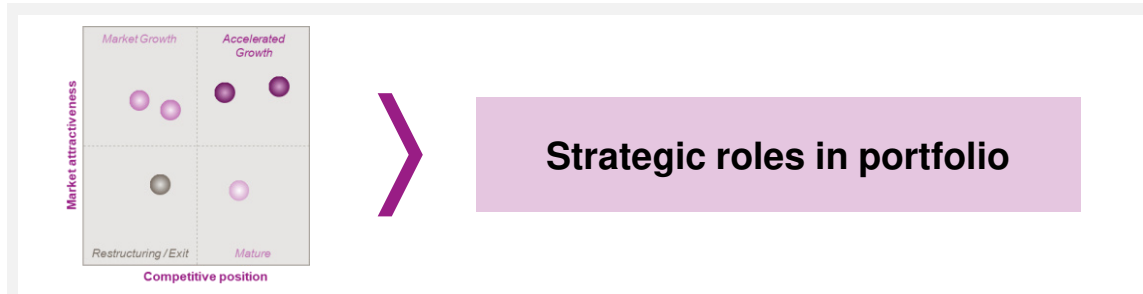 Market Growth
Accelerated
Growth
Market attractiveness
Strategic roles in portfolio
Restructuring / Exit
Mature
Competitive position